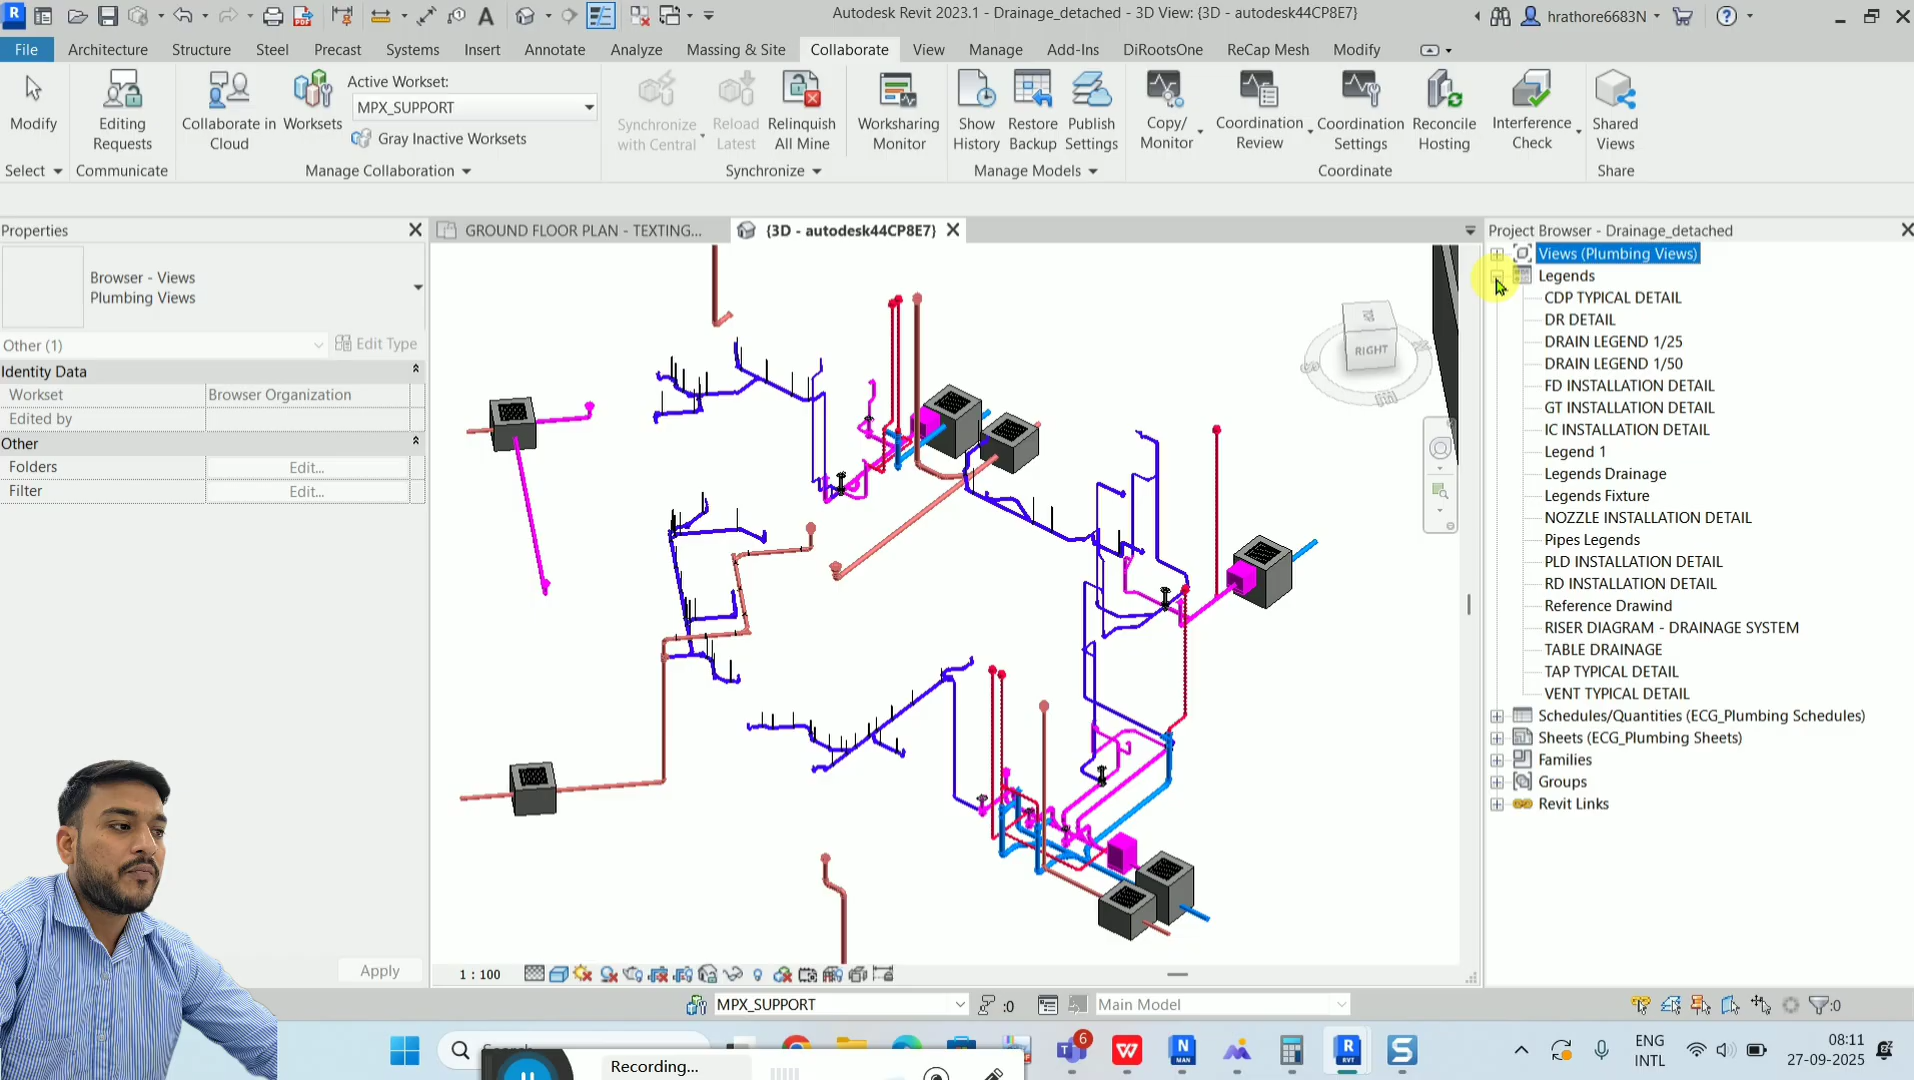 Autodesk Revit 2023.1 - Drainage_detached - 3D View: {3D - autodesk44CP8E7}
hrathore6683N
File
Architecture
Structure
Steel
Precast
Systems
Insert
Annotate
Analyze
Massing & Site
Collaborate
View
Manage
Add-Ins
DiRootsOne
ReCap Mesh
Modify
Modify
Editing
Requests
Collaborate in
Cloud
Worksets
Active Workset:
MPX_SUPPORT
Gray Inactive Worksets
Synchronize
with Central
Reload
Latest
Relinquish
All Mine
Worksharing
Monitor
Show
History
Restore
Backup
Publish
Settings
Copy/
Monitor
Coordination
Review
Coordination
Settings
Reconcile
Hosting
Interference
Check
Shared
Views
Select
Communicate
Manage Collaboration
Synchronize
Manage Models
Coordinate
Share
Properties
Browser - Views
Plumbing Views
Other (1)
Edit Type
Identity Data
Workset
Browser Organization
Edited by
Other
Folders
Edit...
Filter
Edit...
Apply
GROUND FLOOR PLAN - TEXTING...
{3D - autodesk44CP8E7}
TOP
RIGHT
1 : 100
Project Browser - Drainage_detached
Views (Plumbing Views)
Legends
CDP TYPICAL DETAIL
DR DETAIL
DRAIN LEGEND 1/25
DRAIN LEGEND 1/50
FD INSTALLATION DETAIL
GT INSTALLATION DETAIL
IC INSTALLATION DETAIL
Legend 1
Legends Drainage
Legends Fixture
NOZZLE INSTALLATION DETAIL
Pipes Legends
PLD INSTALLATION DETAIL
RD INSTALLATION DETAIL
Reference Drawind
RISER DIAGRAM - DRAINAGE SYSTEM
TABLE DRAINAGE
TAP TYPICAL DETAIL
VENT TYPICAL DETAIL
Schedules/Quantities (ECG_Plumbing Schedules)
Sheets (ECG_Plumbing Sheets)
Families
Groups
Revit Links
MPX_SUPPORT
:0
Main Model
:0
Recording...
6
N
MAN
R
RVT
ENG
INTL
08:11
27-09-2025